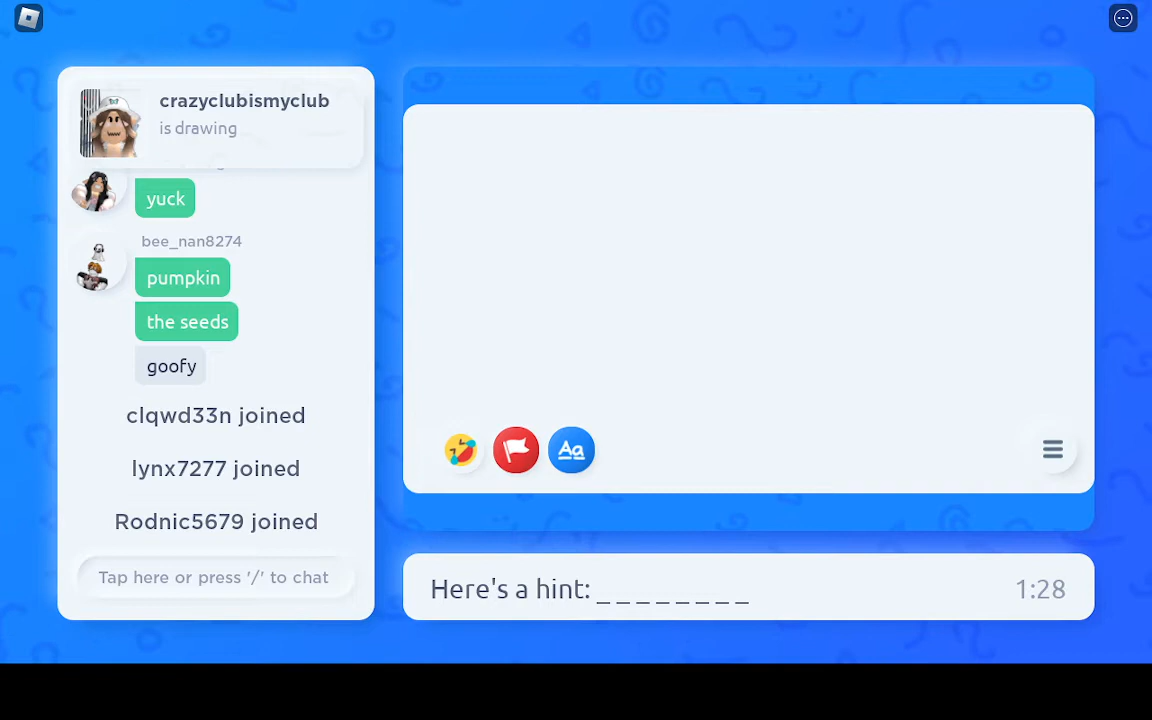 crazyclubismyclub
is drawing
yuck
bee_nan8274
pumpkin
the seeds
goofy
clqwd33n joined
lynx7277 joined
Rodnic5679 joined
Tap here or press '/' to chat
Aa
Here's a hint: _ _ _ _ _ _ _ _
1:28